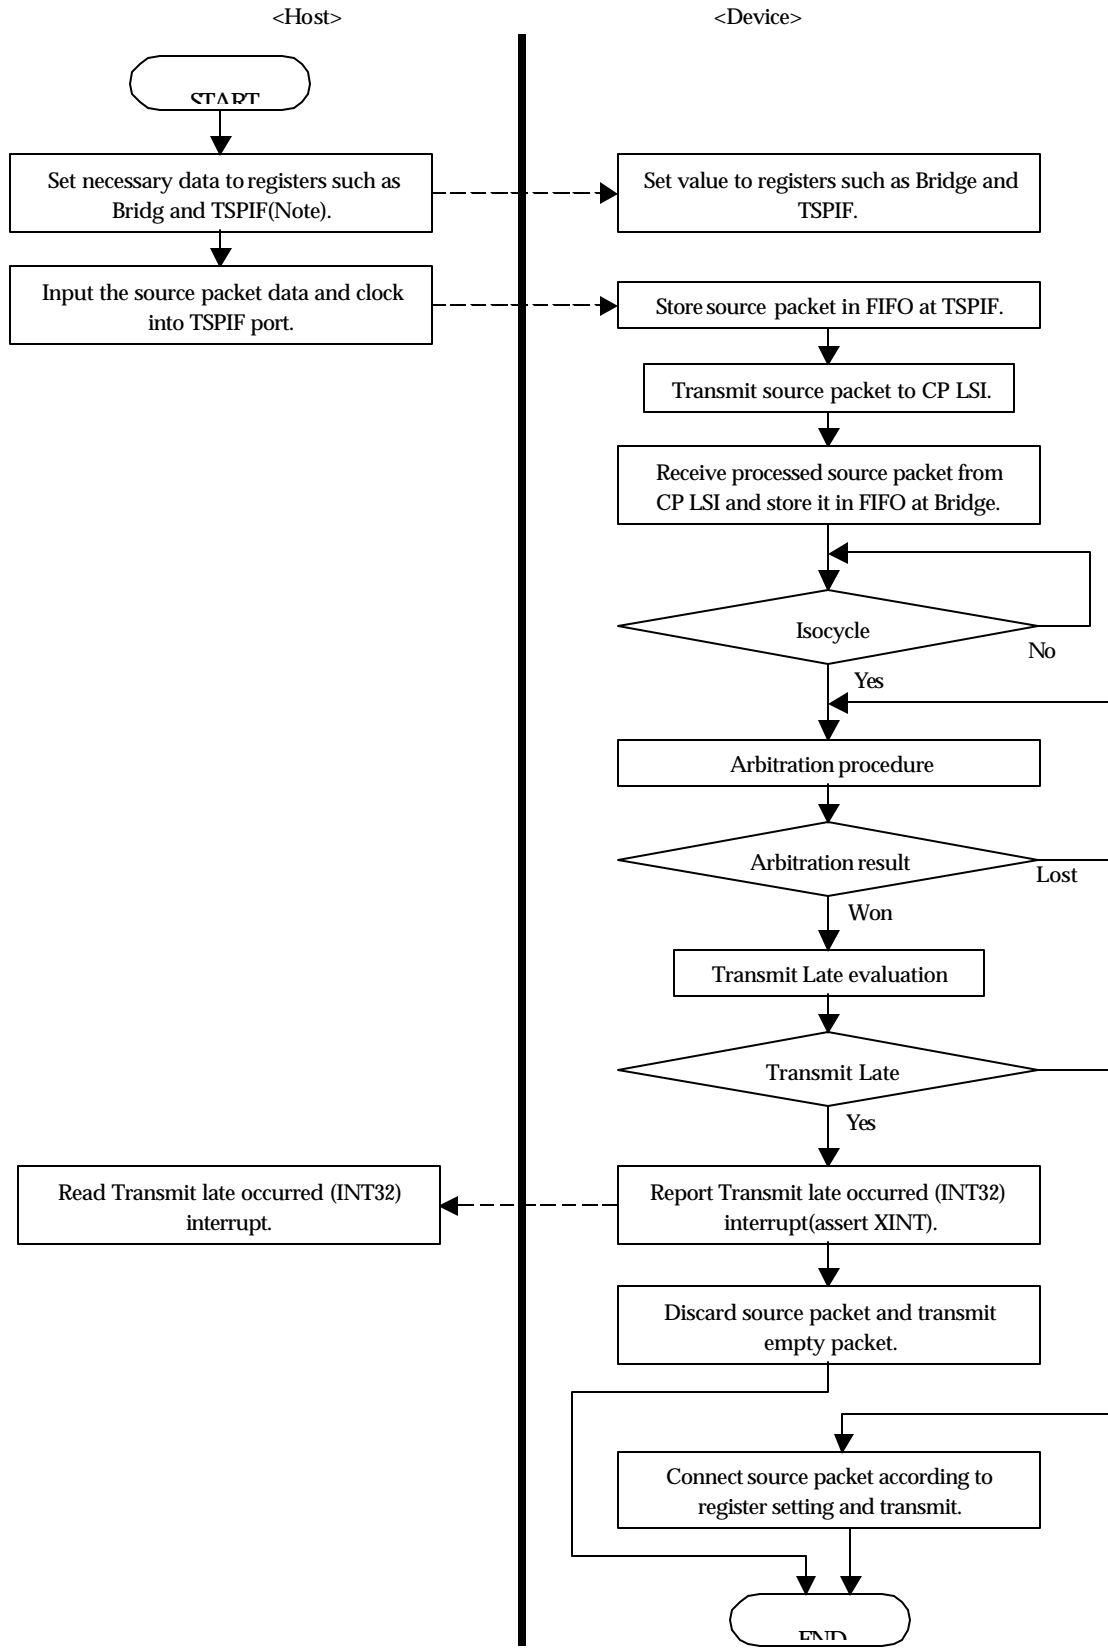 <Host>
<Device>
START
Set necessary data to registers such as
Bridg and TSPIF(Note).
Set value to registers such as Bridge and
TSPIF.
Input the source packet data and clock
into TSPIF port.
Store source packet in FIFO at TSPIF.
Transmit source packet to CP LSI.
Receive processed source packet from
CP LSI and store it in FIFO at Bridge.
Isocycle
No
Yes
Arbitration procedure
Arbitration result
Lost
Won
Transmit Late evaluation
Transmit Late
Yes
Read Transmit late occurred (INT32)
interrupt.
Report Transmit late occurred (INT32)
interrupt(assert XINT).
Discard source packet and transmit
empty packet.
Connect source packet according to
register setting and transmit.
END